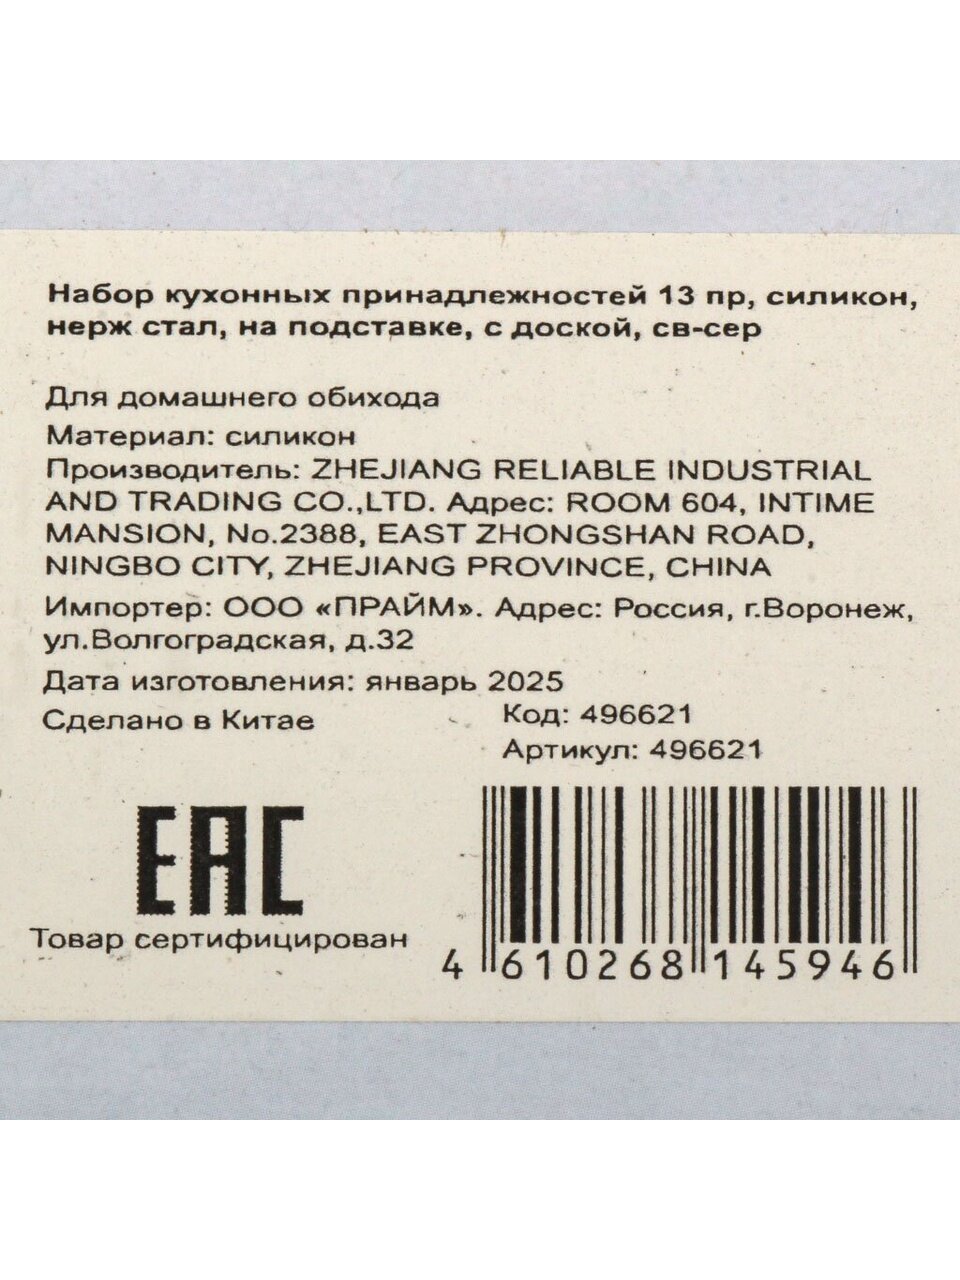 Набор кухонных принадлежностей 13 пр, силикон,
нерж стал, на подставке, с доской, св-сер
Для домашнего обихода
Материал: силикон
Производитель: ZHEJIANG RELIABLE INDUSTRIAL
AND TRADING CO.,LTD. Адрес: ROOM 604, INTIME
MANSION, No.2388, EAST ZHONGSHAN ROAD,
NINGBO CITY, ZHEJIANG PROVINCE, CHINA
Импортер: ООО «ПРАЙМ». Адрес: Россия, г.Воронеж,
ул.Волгоградская, д.32
Дата изготовления: январь 2025
Сделано в Китае
Код: 496621
Артикул: 496621
EAC
Товар сертифицирован
4 610268 145946